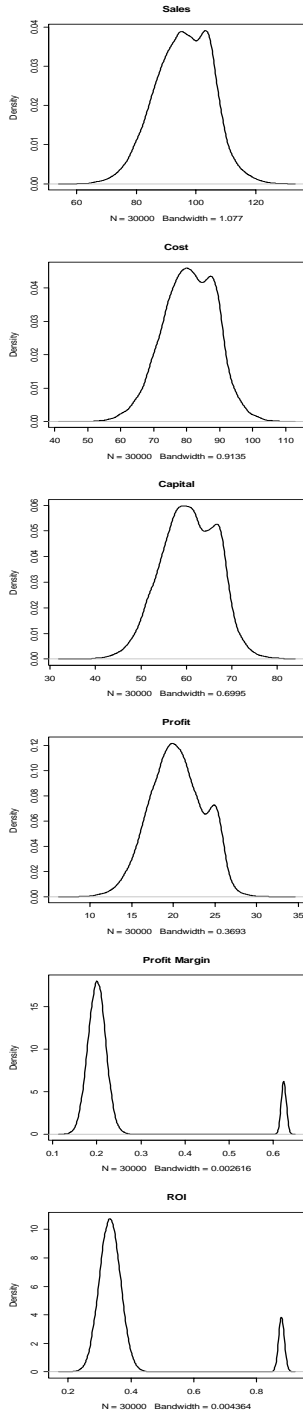 Sales
Density
0.00 0.01 0.02 0.03 0.04
60 80 100 120
N = 30000 Bandwidth = 1.077
Cost
Density
0.00 0.01 0.02 0.03 0.04
40 50 60 70 80 90 100 110
N = 30000 Bandwidth = 0.9135
Capital
Density
0.00 0.01 0.02 0.03 0.04 0.05 0.06
30 40 50 60 70 80
N = 30000 Bandwidth = 0.6995
Profit
Density
0.00 0.02 0.04 0.06 0.08 0.10 0.12
10 15 20 25 30 35
N = 30000 Bandwidth = 0.3693
Profit Margin
Density
0 5 10 15
0.1 0.2 0.3 0.4 0.5 0.6
N = 30000 Bandwidth = 0.002616
ROI
Density
0 2 4 6 8 10
0.2 0.4 0.6 0.8
N = 30000 Bandwidth = 0.004364